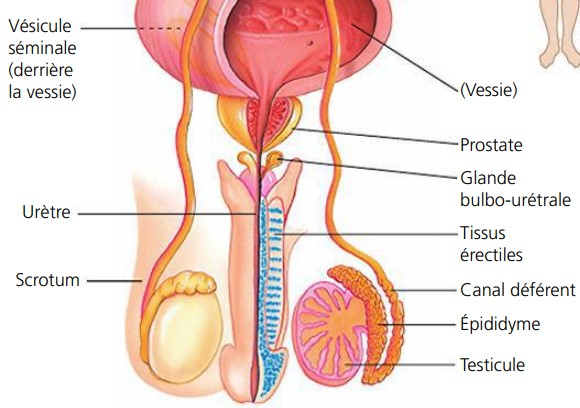 Vésicule
séminale
(derrière
la vessie)
Urètre
Scrotum
(Vessie)
Prostate
Glande
bulbo-urétrale
Tissus
érectiles
Canal déférent
Épididyme
Testicule